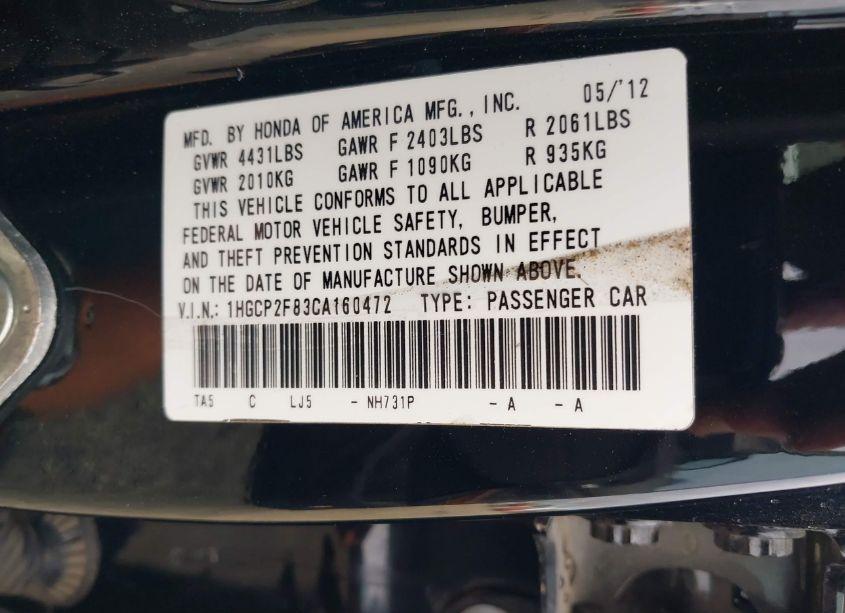 MFD. BY HONDA OF AMERICA MFG., INC. 05/'12
GVWR 4431LBS GAWR F 2403LBS R 2061LBS
GVWR 2010KG GAWR F 1090KG R 935KG
THIS VEHICLE CONFORMS TO ALL APPLICABLE
FEDERAL MOTOR VEHICLE SAFETY, BUMPER,
AND THEFT PREVENTION STANDARDS IN EFFECT
ON THE DATE OF MANUFACTURE SHOWN ABOVE.
V.I.N.: 1HGCP2F83CA160472 TYPE: PASSENGER CAR
TA5 C LJ5 - NH731P - A - A